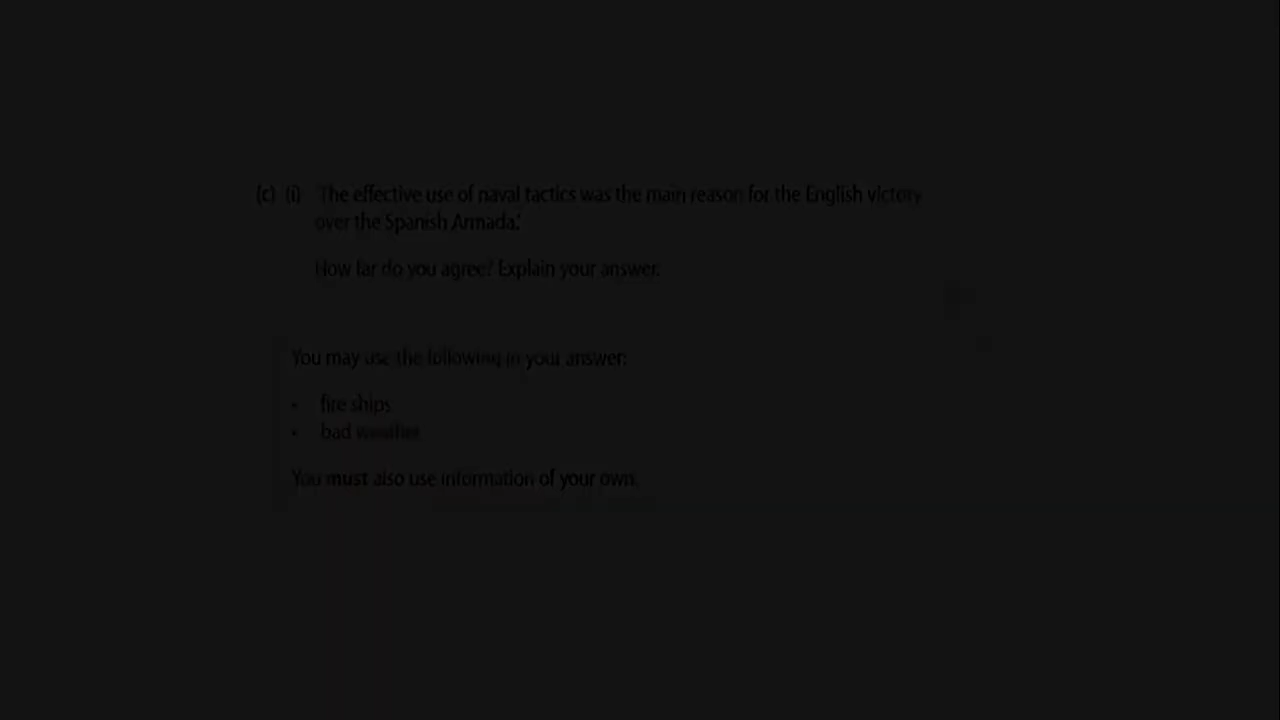 (c) (i) 'The effective use of naval tactics was the main reason for the English victory
over the Spanish Armada.'
How far do you agree? Explain your answer.
You may use the following in your answer:
• fire ships
• bad weather
You must also use information of your own.